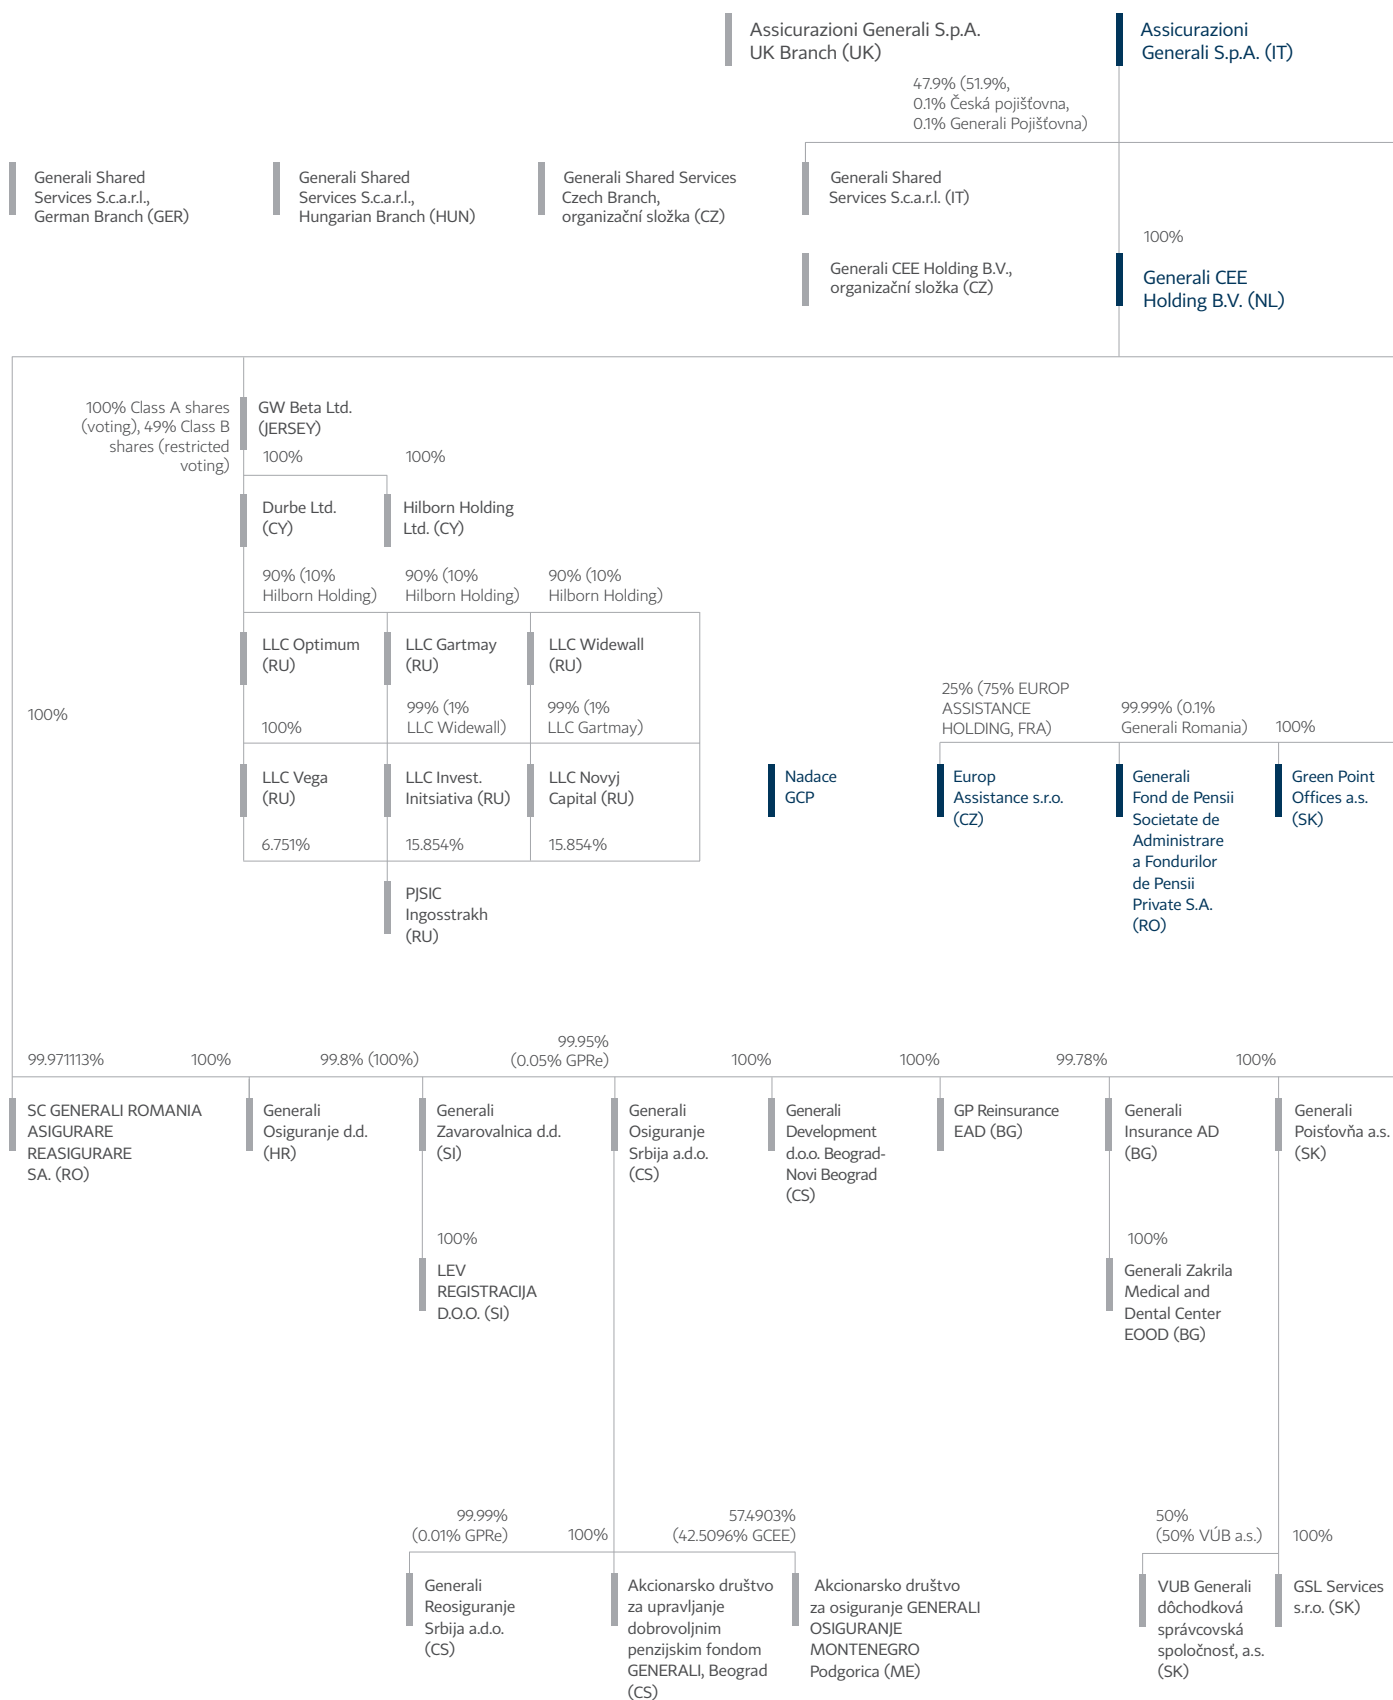 Assicurazioni Generali S.p.A.
UK Branch (UK)
Assicurazioni
Generali S.p.A. (IT)
47.9% (51.9%,
0.1% Česká pojišťovna,
0.1% Generali Pojišťovna)
Generali Shared
Services S.c.a.r.l.,
German Branch (GER)
Generali Shared
Services S.c.a.r.l.,
Hungarian Branch (HUN)
Generali Shared Services
Czech Branch,
organizační složka (CZ)
Generali Shared
Services S.c.a.r.l. (IT)
100%
Generali CEE Holding B.V.,
organizační složka (CZ)
Generali CEE
Holding B.V. (NL)
100% Class A shares
(voting), 49% Class B
shares (restricted
voting)
GW Beta Ltd.
(JERSEY)
100%
100%
Durbe Ltd.
(CY)
Hilborn Holding
Ltd. (CY)
90% (10%
Hilborn Holding)
90% (10%
Hilborn Holding)
90% (10%
Hilborn Holding)
LLC Optimum
(RU)
LLC Gartmay
(RU)
LLC Widewall
(RU)
100%
100%
99% (1%
LLC Widewall)
99% (1%
LLC Gartmay)
25% (75% EUROP
ASSISTANCE
HOLDING, FRA)
99.99% (0.1%
Generali Romania)
100%
LLC Vega
(RU)
LLC Invest.
Initsiativa (RU)
LLC Novyj
Capital (RU)
Nadace
GCP
Europ
Assistance s.r.o.
(CZ)
Generali
Fond de Pensii
Societate de
Administrare
a Fondurilor
de Pensii
Private S.A.
(RO)
Green Point
Offices a.s.
(SK)
6.751%
15.854%
15.854%
PJSIC
Ingosstrakh
(RU)
99.971113%
100%
99.8% (100%)
99.95%
(0.05% GPRe)
100%
100%
99.78%
100%
SC GENERALI ROMANIA
ASIGURARE
REASIGURARE
SA. (RO)
Generali
Osiguranje d.d.
(HR)
Generali
Zavarovalnica d.d.
(SI)
Generali
Osiguranje
Srbija a.d.o.
(CS)
Generali
Development
d.o.o. Beograd-
Novi Beograd
(CS)
GP Reinsurance
EAD (BG)
Generali
Insurance AD
(BG)
Generali
Poisťovňa a.s.
(SK)
100%
LEV
REGISTRACIJA
D.O.O. (SI)
100%
Generali Zakrila
Medical and
Dental Center
EOOD (BG)
99.99%
(0.01% GPRe)
100%
57.4903%
(42.5096% GCEE)
50%
(50% VÚB a.s.)
100%
Generali
Reosiguranje
Srbija a.d.o.
(CS)
Akcionarsko društvo
za upravljanje
dobrovoljnim
penzijskim fondom
GENERALI, Beograd
(CS)
Akcionarsko društvo
za osiguranje GENERALI
OSIGURANJE
MONTENEGRO
Podgorica (ME)
VUB Generali
dôchodková
správcovská
spoločnosť, a.s.
(SK)
GSL Services
s.r.o. (SK)